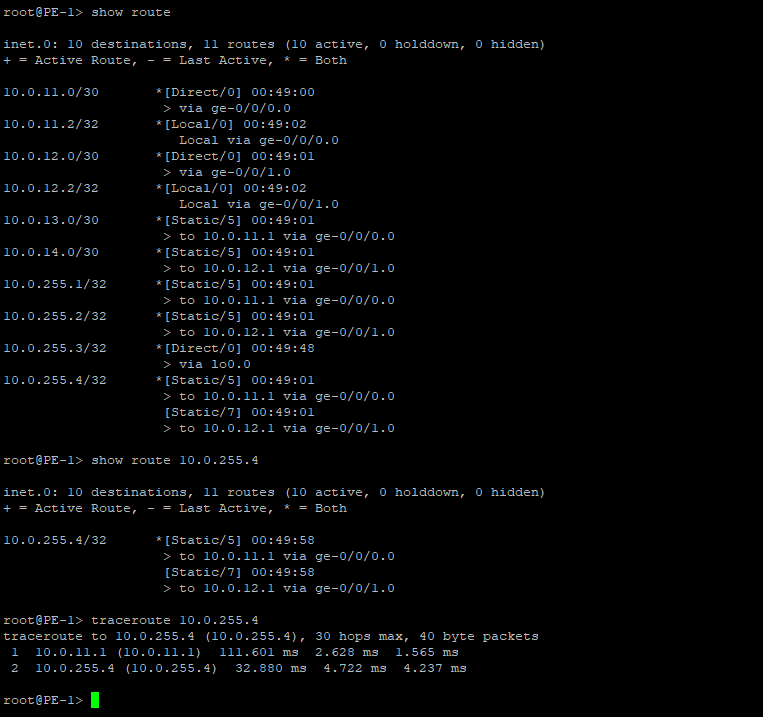 root@PE-1> show route
inet.0: 10 destinations, 11 routes (10 active, 0 holddown, 0 hidden)
+ = Active Route, - = Last Active, * = Both
10.0.11.0/30       *[Direct/0] 00:49:00
                    > via ge-0/0/0.0
10.0.11.2/32       *[Local/0] 00:49:02
                      Local via ge-0/0/0.0
10.0.12.0/30       *[Direct/0] 00:49:01
                    > via ge-0/0/1.0
10.0.12.2/32       *[Local/0] 00:49:02
                      Local via ge-0/0/1.0
10.0.13.0/30       *[Static/5] 00:49:01
                    > to 10.0.11.1 via ge-0/0/0.0
10.0.14.0/30       *[Static/5] 00:49:01
                    > to 10.0.12.1 via ge-0/0/1.0
10.0.255.1/32      *[Static/5] 00:49:01
                    > to 10.0.11.1 via ge-0/0/0.0
10.0.255.2/32      *[Static/5] 00:49:01
                    > to 10.0.12.1 via ge-0/0/1.0
10.0.255.3/32      *[Direct/0] 00:49:48
                    > via lo0.0
10.0.255.4/32      *[Static/5] 00:49:01
                    > to 10.0.11.1 via ge-0/0/0.0
                    [Static/7] 00:49:01
                    > to 10.0.12.1 via ge-0/0/1.0
root@PE-1> show route 10.0.255.4
inet.0: 10 destinations, 11 routes (10 active, 0 holddown, 0 hidden)
+ = Active Route, - = Last Active, * = Both
10.0.255.4/32      *[Static/5] 00:49:58
                    > to 10.0.11.1 via ge-0/0/0.0
                    [Static/7] 00:49:58
                    > to 10.0.12.1 via ge-0/0/1.0
root@PE-1> traceroute 10.0.255.4
traceroute to 10.0.255.4 (10.0.255.4), 30 hops max, 40 byte packets
 1  10.0.11.1 (10.0.11.1)  111.601 ms  2.628 ms  1.565 ms
 2  10.0.255.4 (10.0.255.4)  32.880 ms  4.722 ms  4.237 ms
root@PE-1>